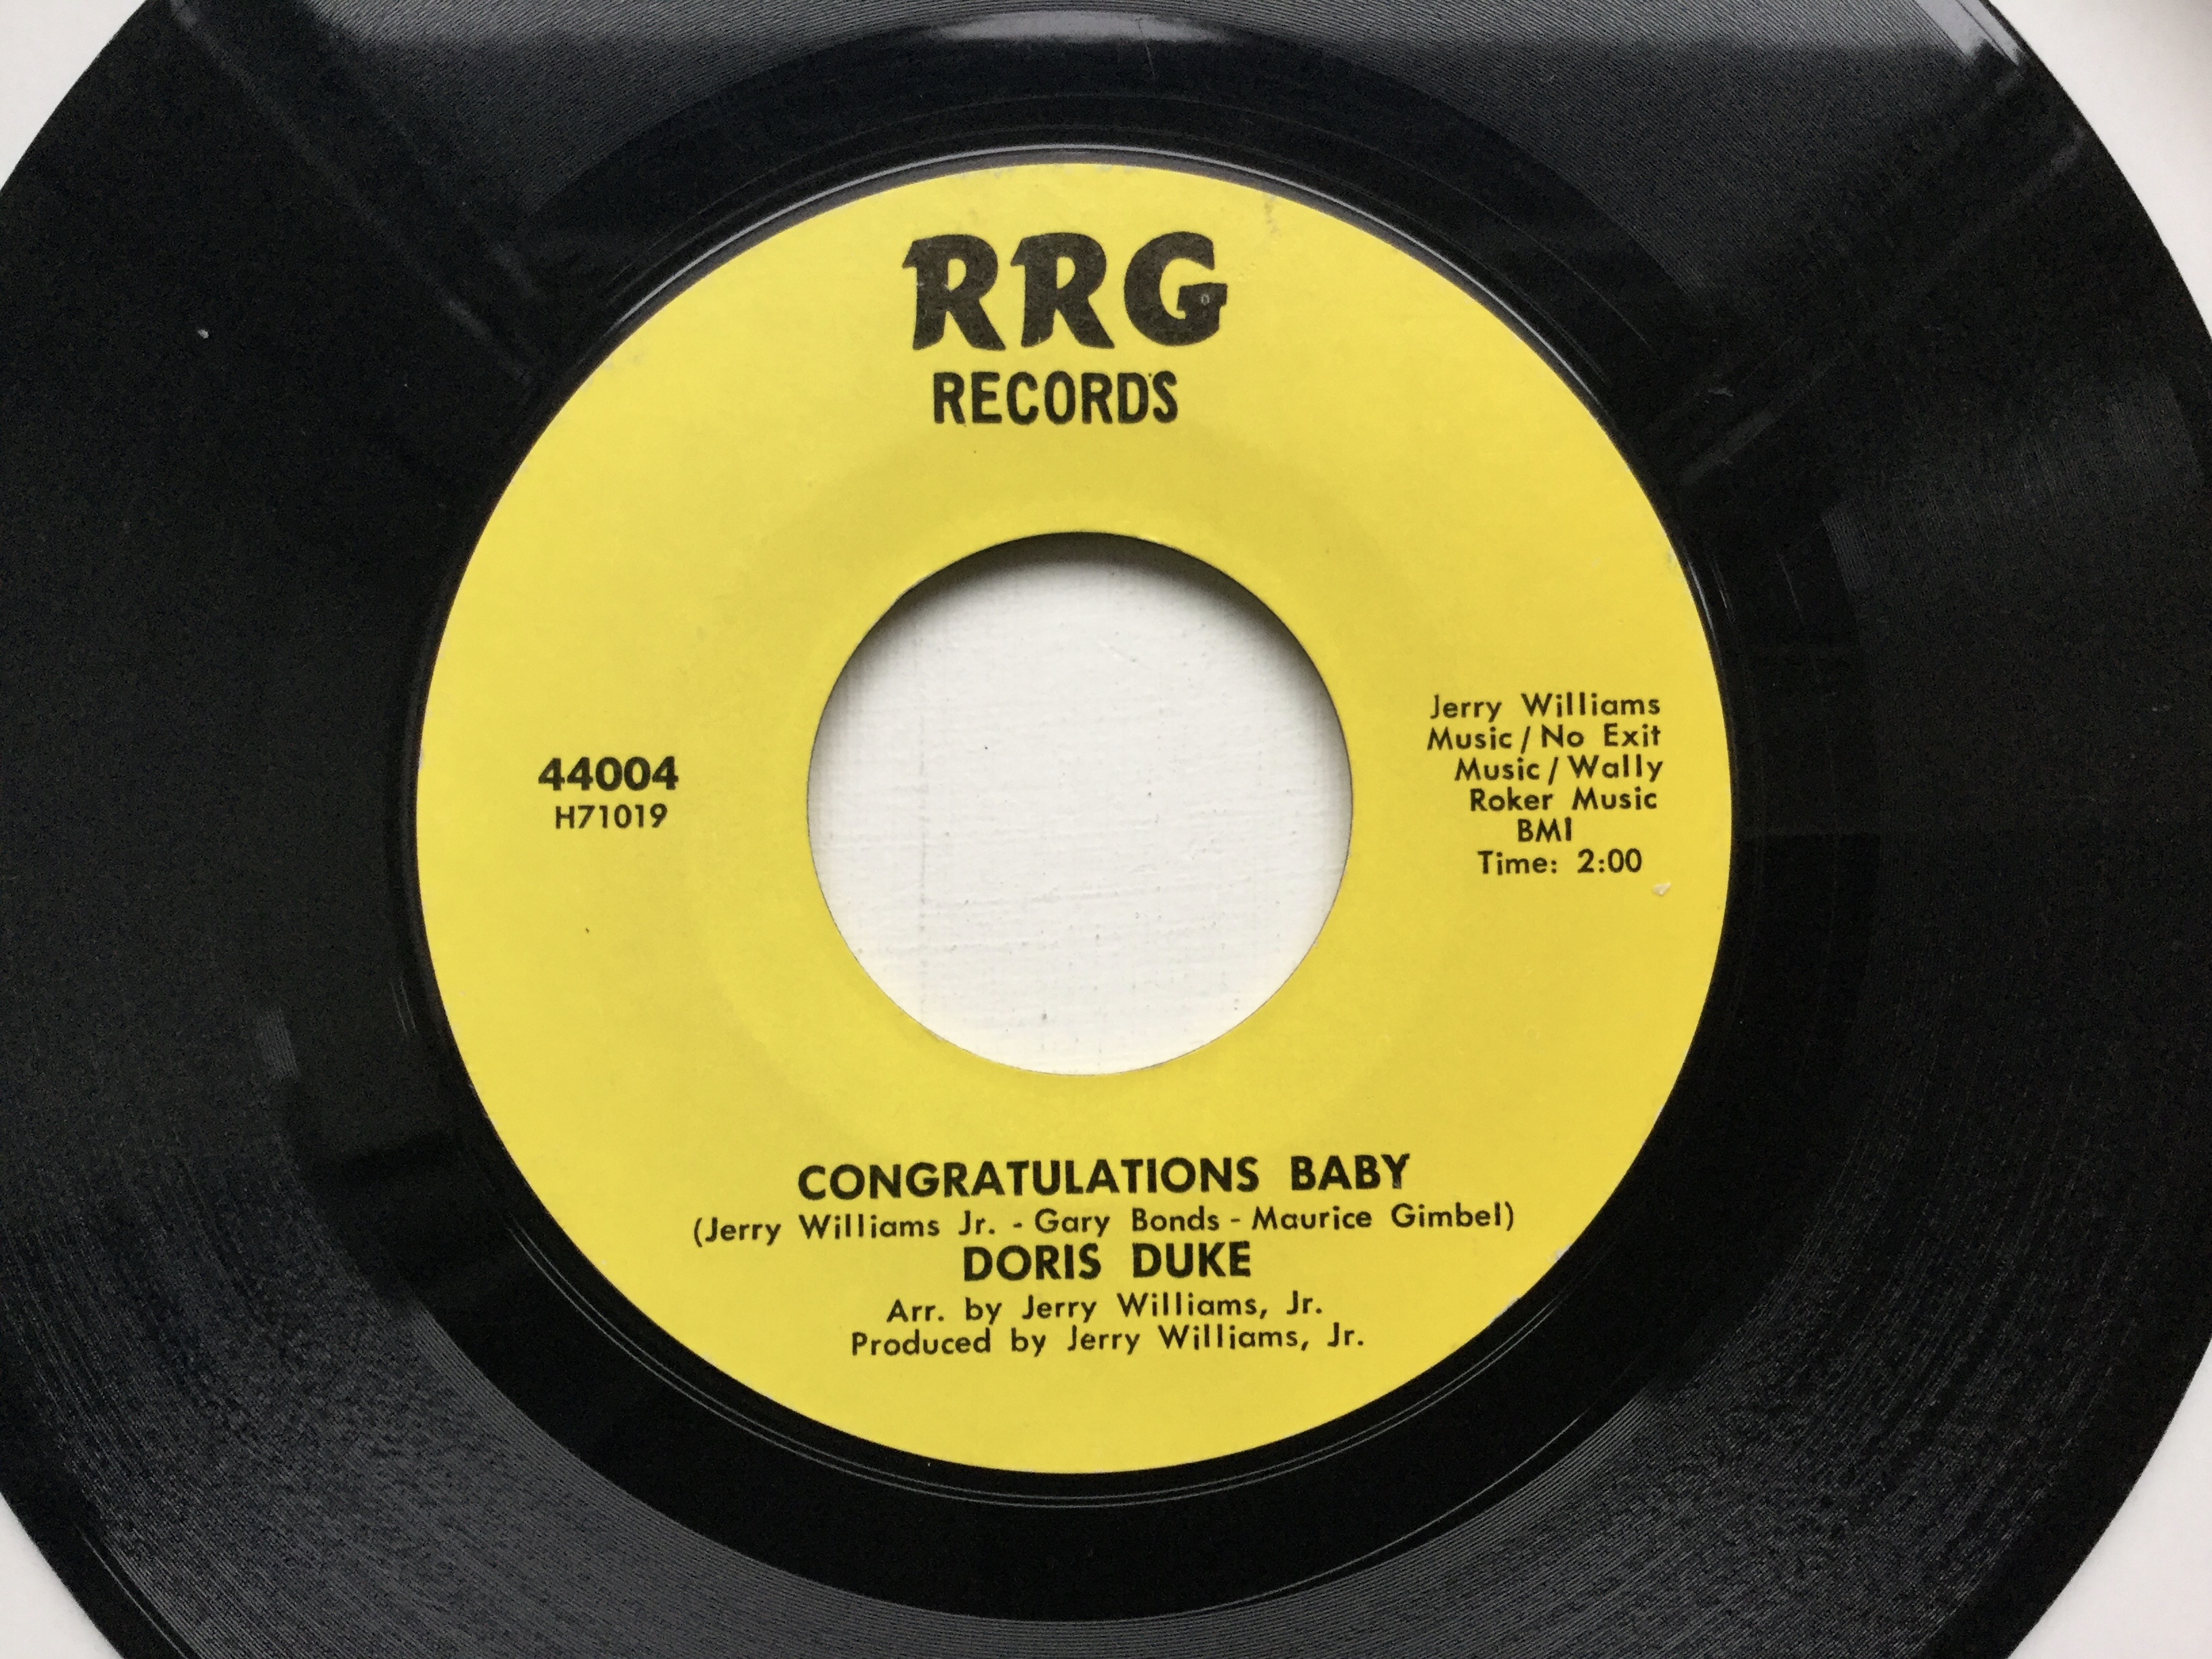 RRG
RECORDS
44004
H71019
Jerry Williams
Music / No Exit
Music / Wally
Roker Music
BMI
Time: 2:00
CONGRATULATIONS BABY
(Jerry Williams Jr. - Gary Bonds - Maurice Gimbel)
DORIS DUKE
Arr. by Jerry Williams, Jr.
Produced by Jerry Williams, Jr.